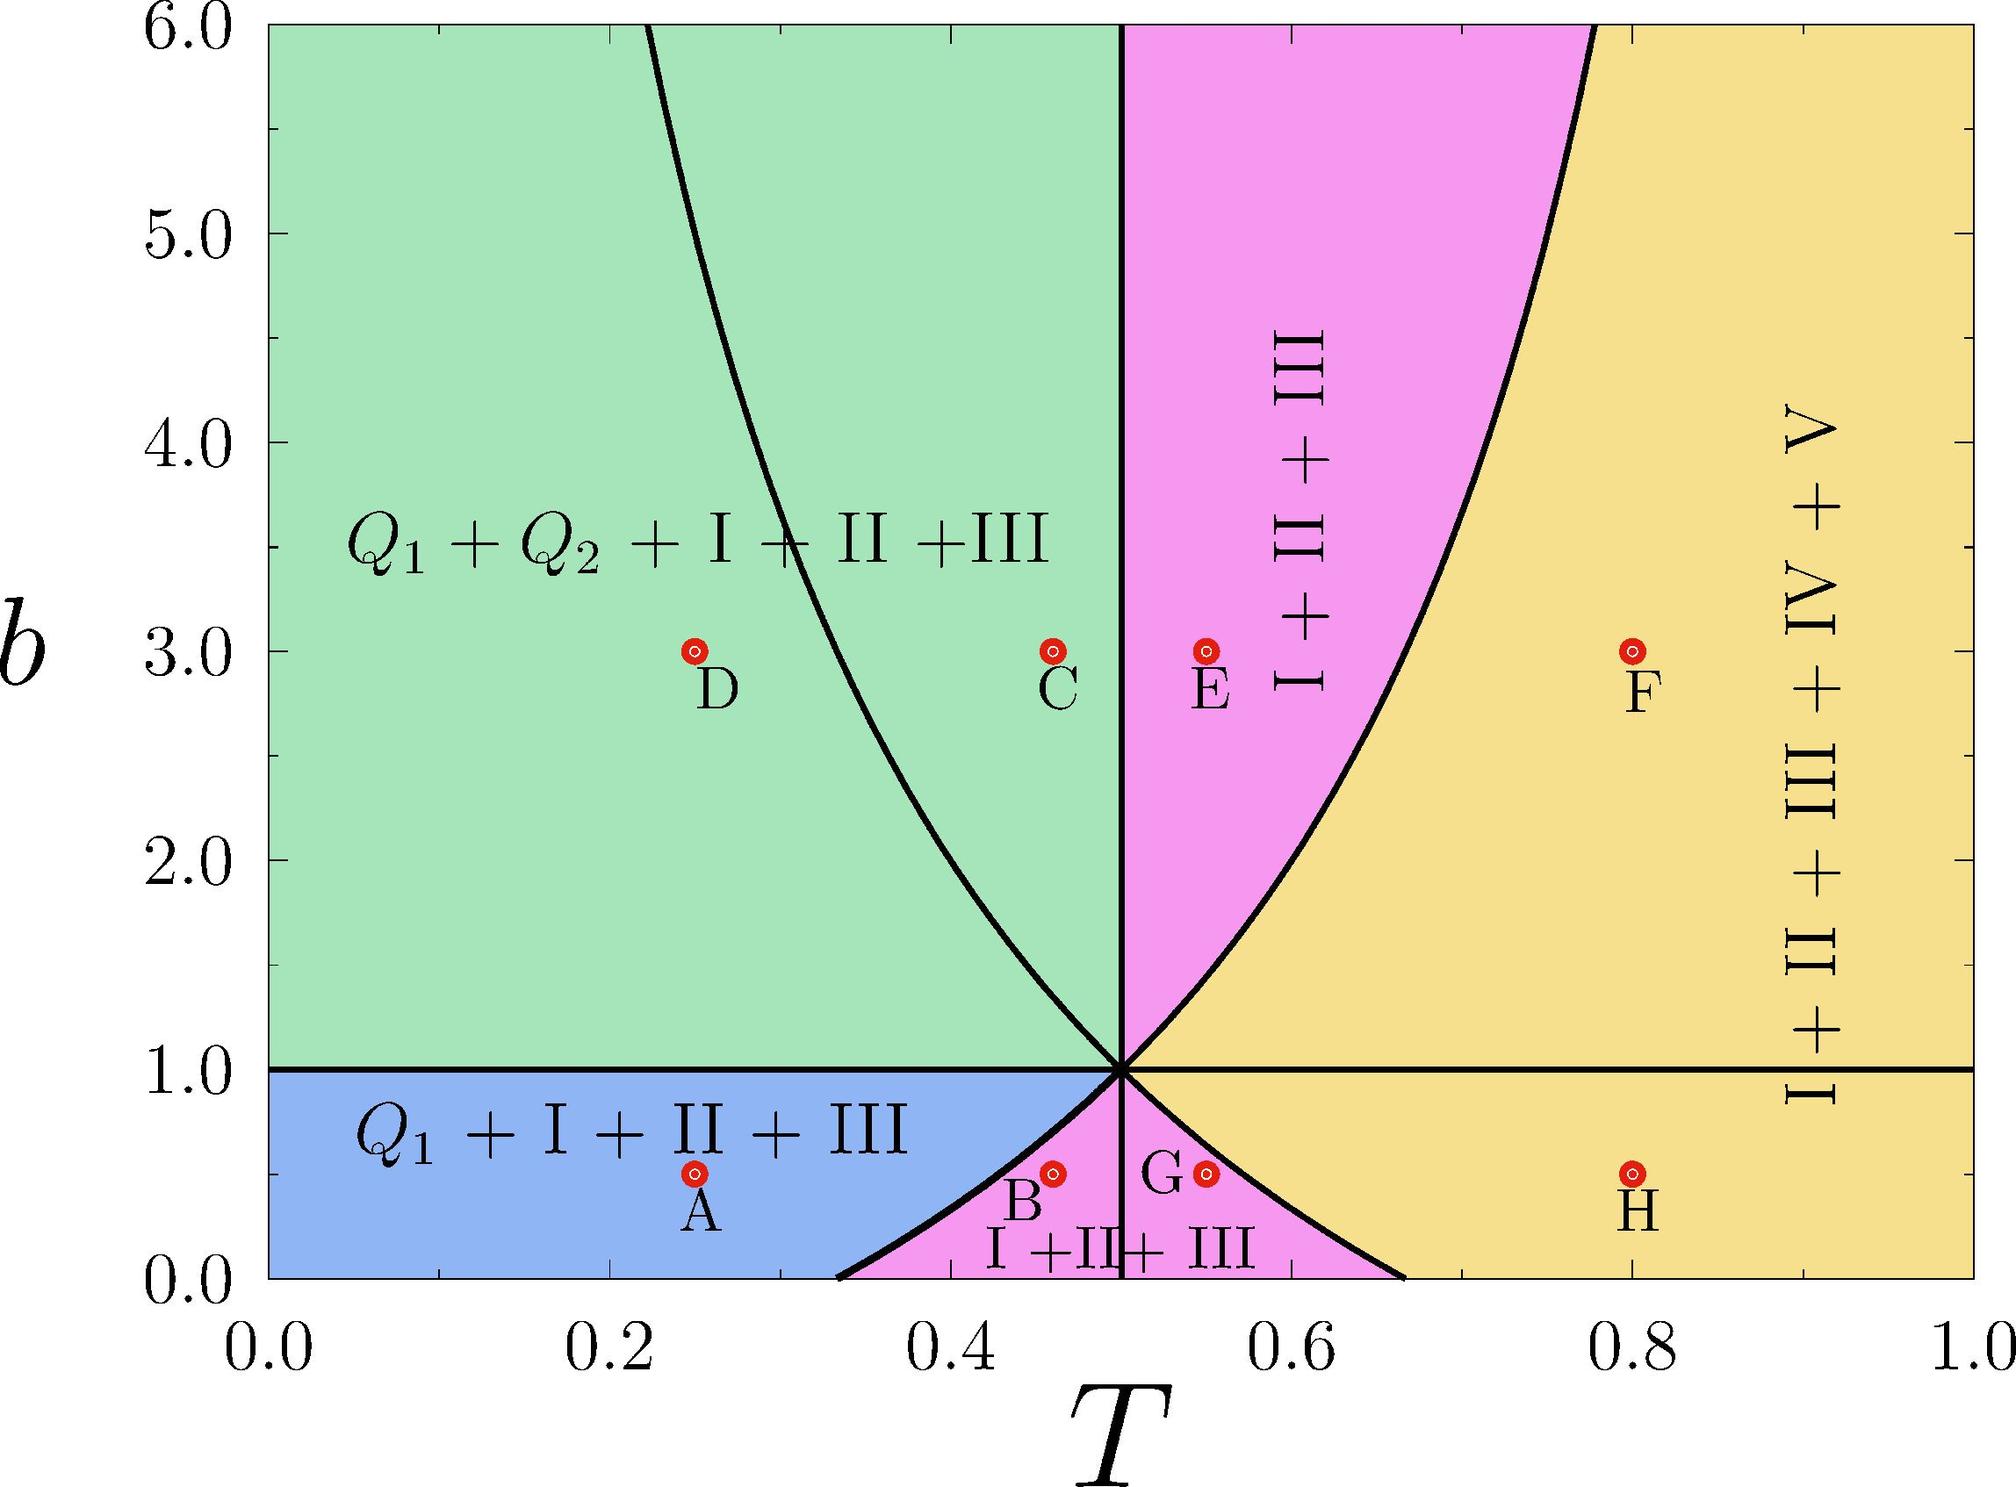 6.0
5.0
4.0
3.0
2.0
1.0
0.0
b
Q₁ + Q₂ + I + II +III
I + II + III
I + II + III + IV + V
D
C
E
F
Q₁ + I + II + III
A
B
G
H
I +II+ III
0.0 0.2 0.4 0.6 0.8 1.0
T